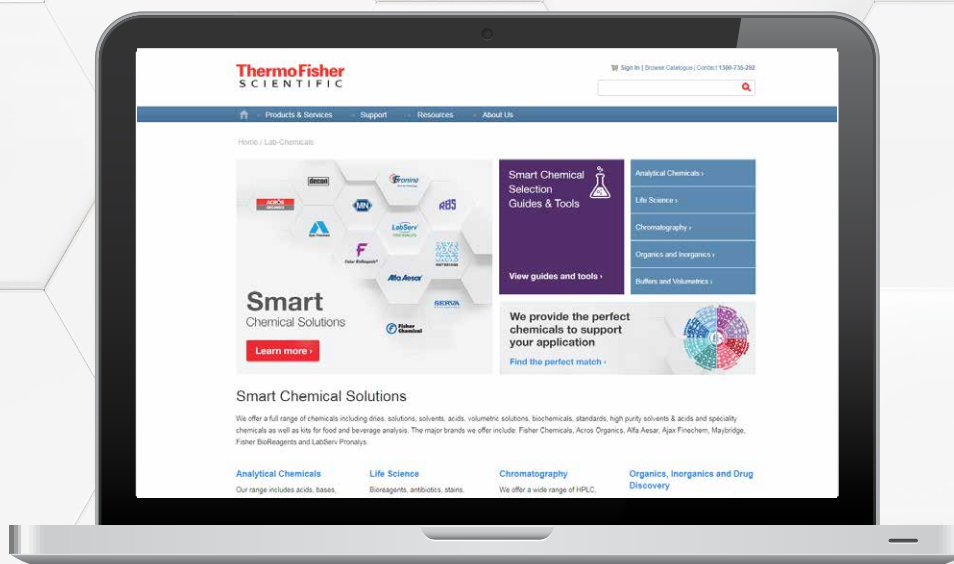 ThermoFisher
SCIENTIFIC
Sign In | Browse Catalogue | Contact 1300-735-292
Products & Services
Support
Resources
About Us
Home / Lab-Chemicals
decon
Tronine
ACROS
ORGANICS
MN
RBS
LabServ
Ajax Finechem
Fisher BioReagents
Alfa Aesar
SERVA
Fisher
Chemical
Smart
Chemical Solutions
Learn more ›
Smart Chemical
Selection
Guides & Tools
View guides and tools ›
Analytical Chemicals ›
Life Science ›
Chromatography ›
Organics and Inorganics ›
Buffers and Volumetrics ›
We provide the perfect
chemicals to support
your application
Find the perfect match ›
Smart Chemical Solutions
We offer a full range of chemicals including dries, solutions, solvents, acids, volumetric solutions, biochemicals, standards, high purity solvents & acids and speciality
chemicals as well as kits for food and beverage analysis. The major brands we offer include: Fisher Chemicals, Acros Organics, Alfa Aesar, Ajax Finechem, Maybridge,
Fisher BioReagents and LabServ Pronalys.
Analytical Chemicals
Our range includes acids, bases,
Life Science
Bioreagents, antibiotics, stains,
Chromatography
We offer a wide range of HPLC,
Organics, Inorganics and Drug
Discovery